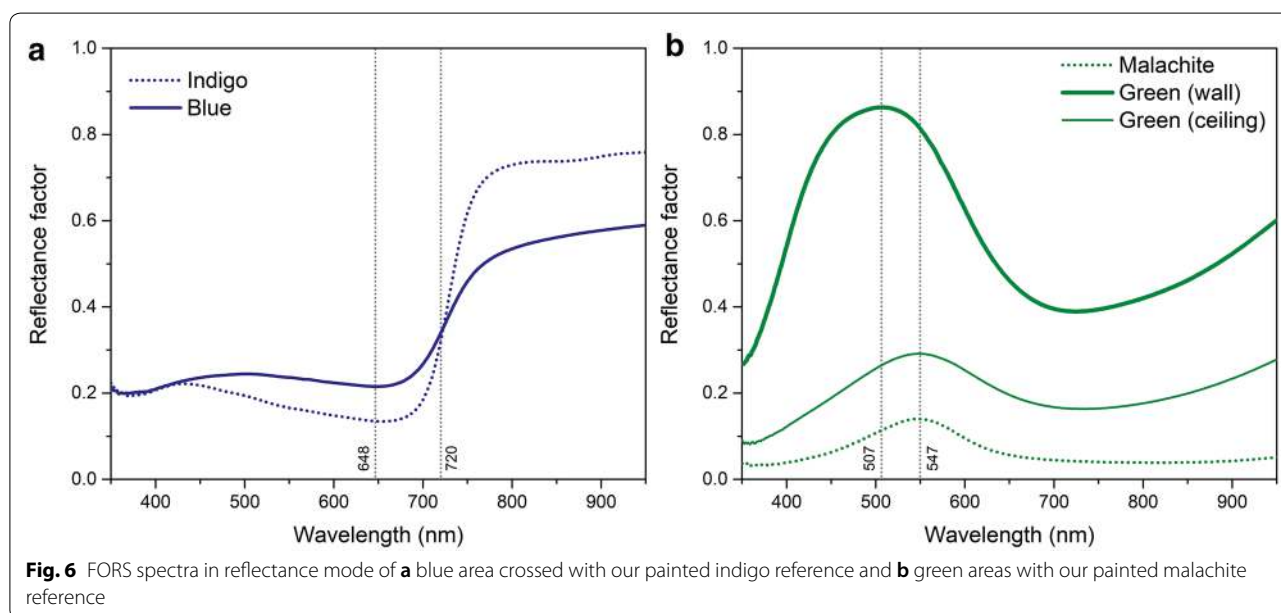 a
b
1.0
0.8
0.6
0.4
0.2
0.0
Reflectance factor
Indigo
Blue
648
720
400 500 600 700 800 900
Wavelength (nm)
1.0
0.8
0.6
0.4
0.2
0.0
Reflectance factor
Malachite
Green (wall)
Green (ceiling)
507
547
400 500 600 700 800 900
Wavelength (nm)
Fig. 6 FORS spectra in reflectance mode of a blue area crossed with our painted indigo reference and b green areas with our painted malachite
reference